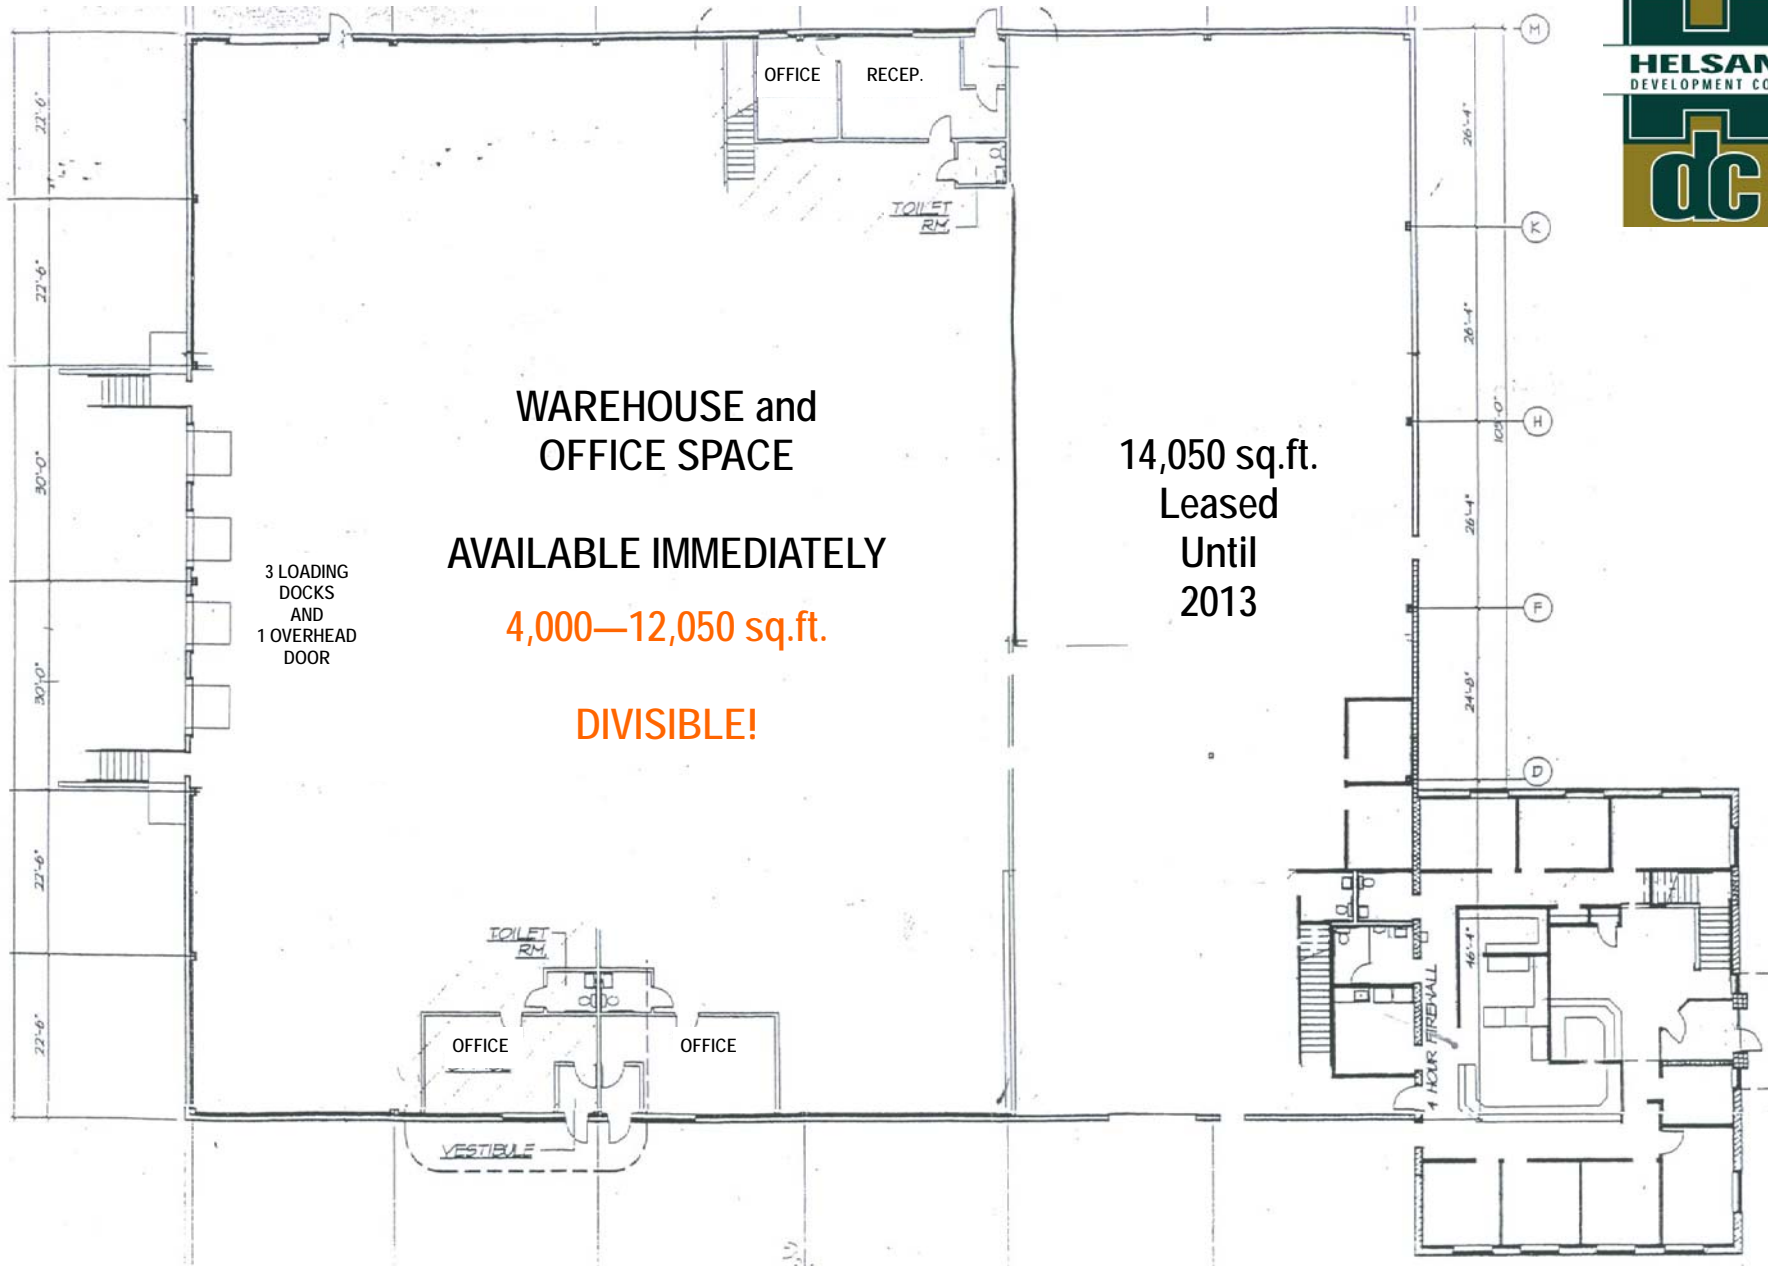 OFFICE
RECEP.
M
HELSAN
DEVELOPMENT CO
dc
22'-6"
26'-4"
TOILET
RM.
K
22'-6"
26'-4"
WAREHOUSE and
OFFICE SPACE
AVAILABLE IMMEDIATELY
4,000—12,050 sq.ft.
DIVISIBLE!
14,050 sq.ft.
Leased
Until
2013
H
30'-0"
26'-4"
3 LOADING
DOCKS
AND
1 OVERHEAD
DOOR
F
30'-0"
24'-8"
D
22'-6"
TOILET
RM.
46'-4"
4 HOUR FIREWALL
22'-6"
OFFICE
OFFICE
VESTIBULE